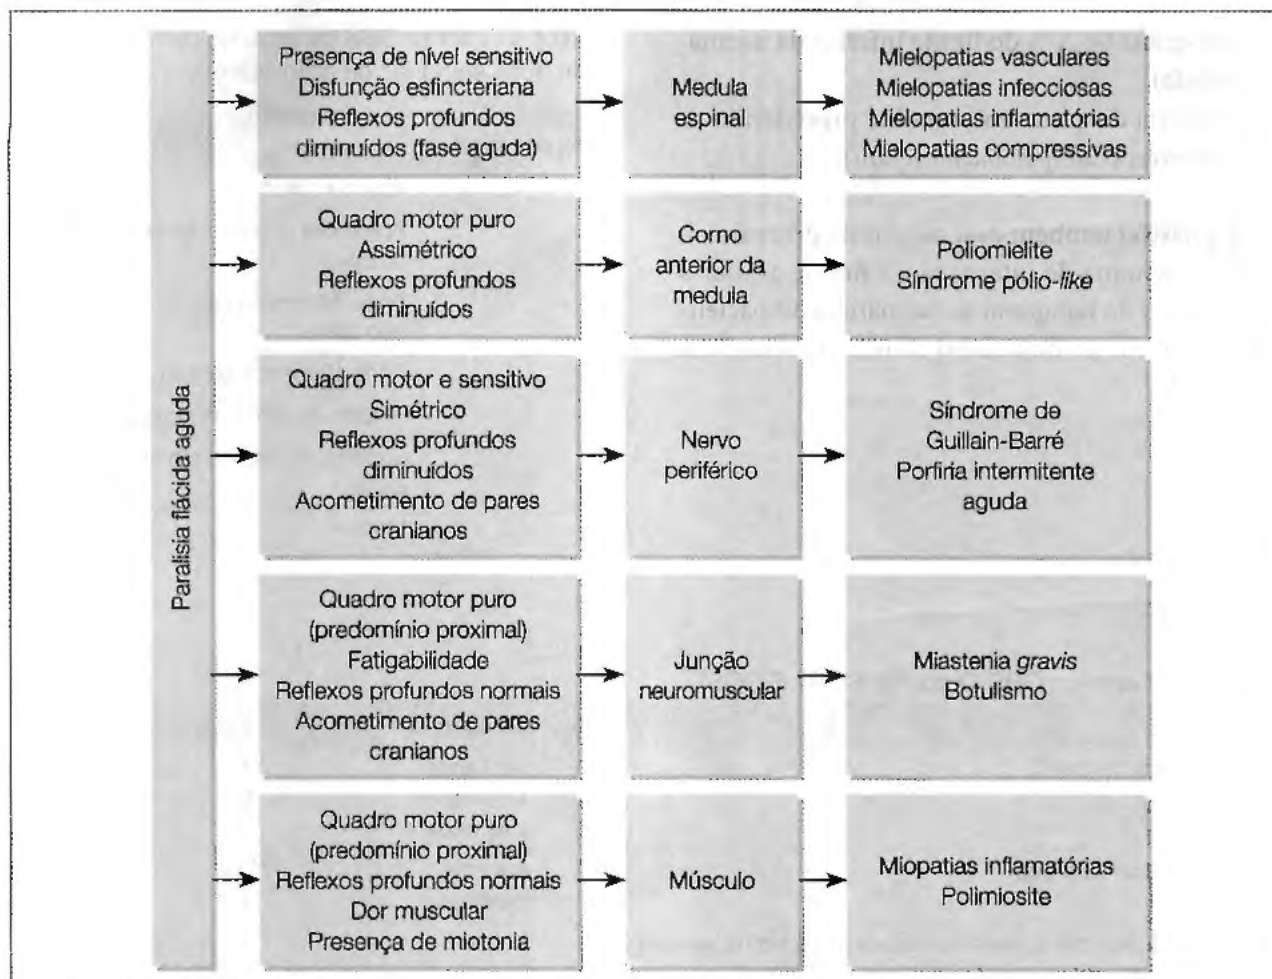 Paralisia flácida aguda
Presença de nível sensitivo
Disfunção esfincteriana
Reflexos profundos
diminuídos (fase aguda)
Medula
espinal
Mielopatias vasculares
Mielopatias infecciosas
Mielopatias inflamatórias
Mielopatias compressivas
Quadro motor puro
Assimétrico
Reflexos profundos
diminuídos
Corno
anterior da
medula
Poliomielite
Síndrome pólio-like
Quadro motor e sensitivo
Simétrico
Reflexos profundos
diminuídos
Acometimento de pares
cranianos
Nervo
periférico
Síndrome de
Guillain-Barré
Porfiria intermitente
aguda
Quadro motor puro
(predomínio proximal)
Fatigabilidade
Reflexos profundos normais
Acometimento de pares
cranianos
Junção
neuromuscular
Miastenia gravis
Botulismo
Quadro motor puro
(predomínio proximal)
Reflexos profundos normais
Dor muscular
Presença de miotonia
Músculo
Miopatias inflamatórias
Polimiosite